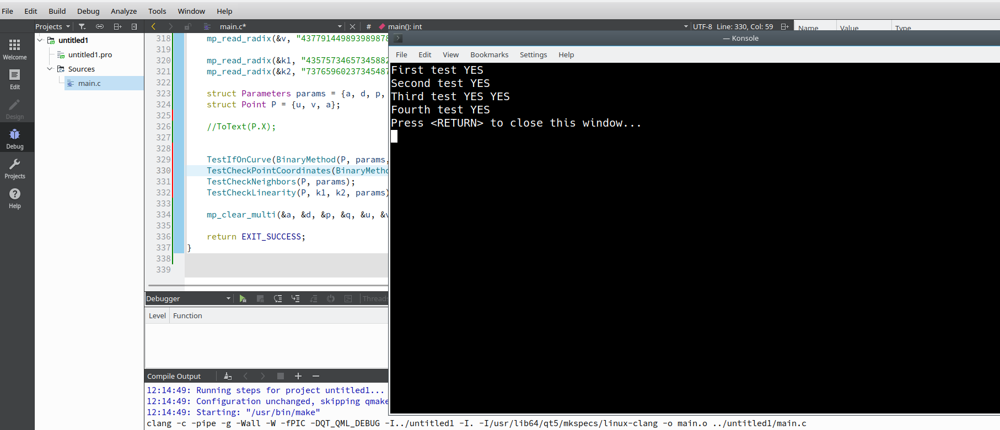 File Edit Build Debug Analyze Tools Window Help
Projects main.c* # main(): int UTF-8 Line: 330, Col: 59 Name Value Type
Welcome
Edit
Design
Debug
Projects
Help
untitled1
untitled1.pro
Sources
main.c
318 mp_read_radix(&v, "437791449893989878
319
320 mp_read_radix(&k1, "43575734657345882
321 mp_read_radix(&k2, "73765960237345487
322
323 struct Parameters params = {a, d, p,
324 struct Point P = {u, v, a};
325
326 //ToText(P.X);
327
328
329 TestIfOnCurve(BinaryMethod(P, params,
330 TestCheckPointCoordinates(BinaryMetho
331 TestCheckNeighbors(P, params);
332 TestCheckLinearity(P, k1, k2, params)
333
334 mp_clear_multi(&a, &d, &p, &q, &u, &v
335
336 return EXIT_SUCCESS;
337 }
338
339
Debugger Threads
Level Function
Compile Output
12:14:49: Running steps for project untitled1...
12:14:49: Configuration unchanged, skipping qmake
12:14:49: Starting: "/usr/bin/make"
clang -c -pipe -g -Wall -W -fPIC -DQT_QML_DEBUG -I../untitled1 -I. -I/usr/lib64/qt5/mkspecs/linux-clang -o main.o ../untitled1/main.c
— Konsole
File Edit View Bookmarks Settings Help
First test YES
Second test YES
Third test YES YES
Fourth test YES
Press <RETURN> to close this window...